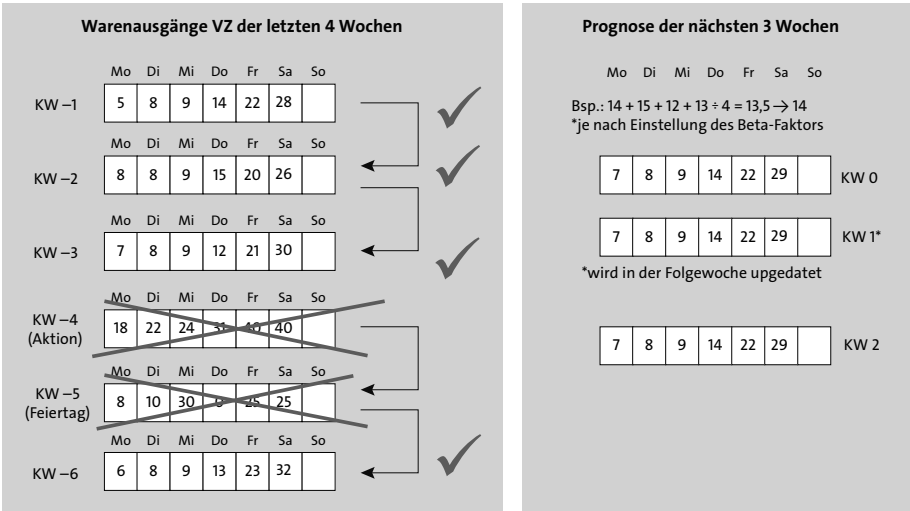 Warenausgänge VZ der letzten 4 Wochen
Mo Di Mi Do Fr Sa So
KW –1 5 8 9 14 22 28
Mo Di Mi Do Fr Sa So
KW –2 8 8 9 15 20 26
Mo Di Mi Do Fr Sa So
KW –3 7 8 9 12 21 30
Mo Di Mi Do Fr Sa So
KW –4 18 22 24 31 40 40
(Aktion)
Mo Di Mi Do Fr Sa So
KW –5 8 10 30 25 25
(Feiertag)
Mo Di Mi Do Fr Sa So
KW –6 6 8 9 13 23 32
Prognose der nächsten 3 Wochen
Mo Di Mi Do Fr Sa So
Bsp.: 14 + 15 + 12 + 13 ÷ 4 = 13,5 → 14
*je nach Einstellung des Beta-Faktors
7 8 9 14 22 29 KW 0
7 8 9 14 22 29 KW 1*
*wird in der Folgewoche upgedatet
7 8 9 14 22 29 KW 2